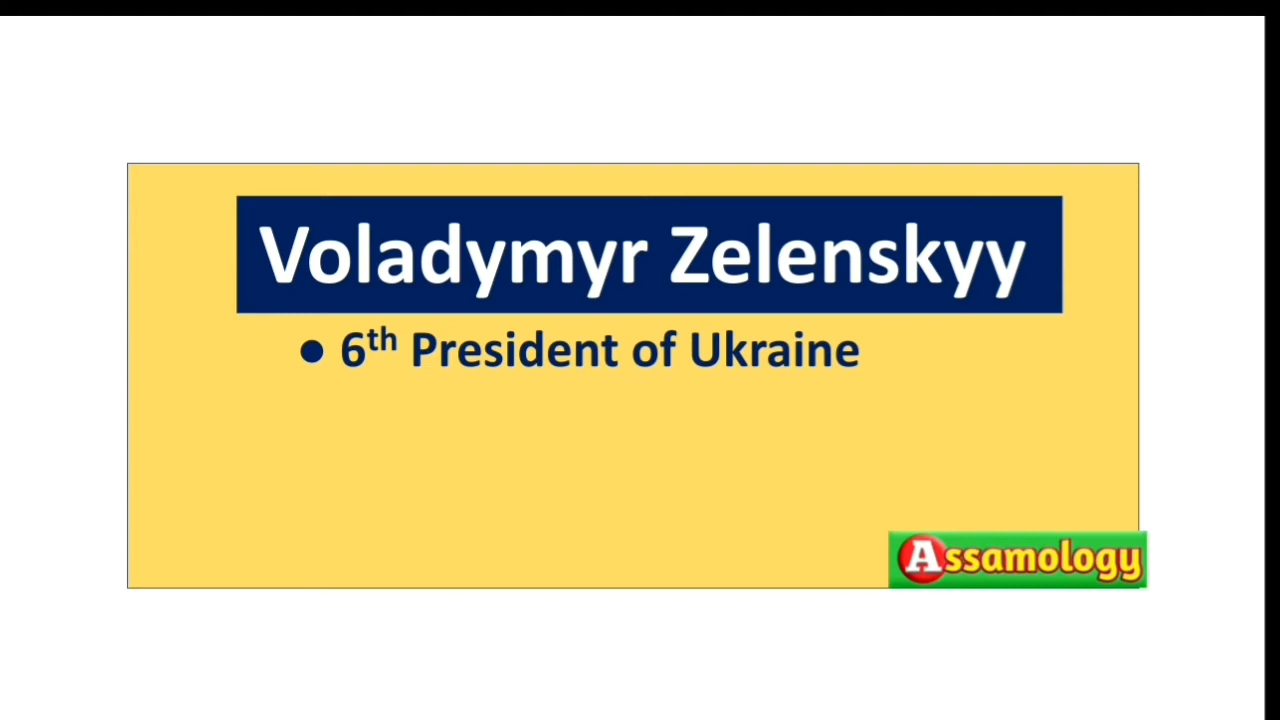 Voladymyr Zelenskyy
● 6th President of Ukraine
Assamology